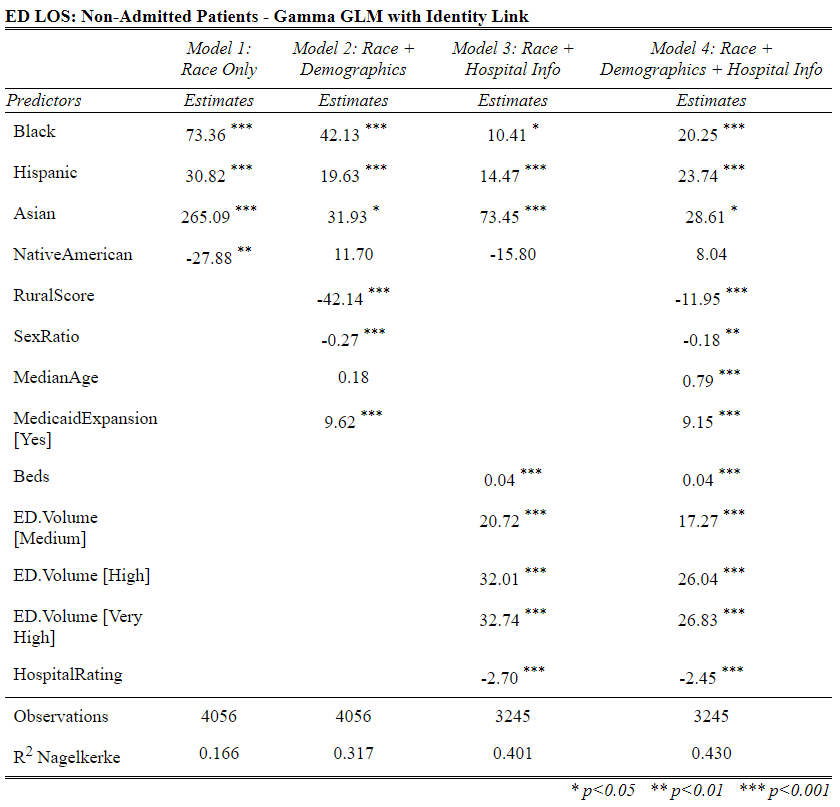 ED LOS: Non-Admitted Patients - Gamma GLM with Identity Link
Model 1: Race Only Model 2: Race + Demographics Model 3: Race + Hospital Info Model 4: Race + Demographics + Hospital Info
Predictors Estimates Estimates Estimates Estimates
Black 73.36 *** 42.13 *** 10.41 * 20.25 ***
Hispanic 30.82 *** 19.63 *** 14.47 *** 23.74 ***
Asian 265.09 *** 31.93 * 73.45 *** 28.61 *
NativeAmerican -27.88 ** 11.70 -15.80 8.04
RuralScore -42.14 *** -11.95 ***
SexRatio -0.27 *** -0.18 **
MedianAge 0.18 0.79 ***
MedicaidExpansion [Yes] 9.62 *** 9.15 ***
Beds 0.04 *** 0.04 ***
ED.Volume [Medium] 20.72 *** 17.27 ***
ED.Volume [High] 32.01 *** 26.04 ***
ED.Volume [Very High] 32.74 *** 26.83 ***
HospitalRating -2.70 *** -2.45 ***
Observations 4056 4056 3245 3245
R² Nagelkerke 0.166 0.317 0.401 0.430
* p<0.05 ** p<0.01 *** p<0.001